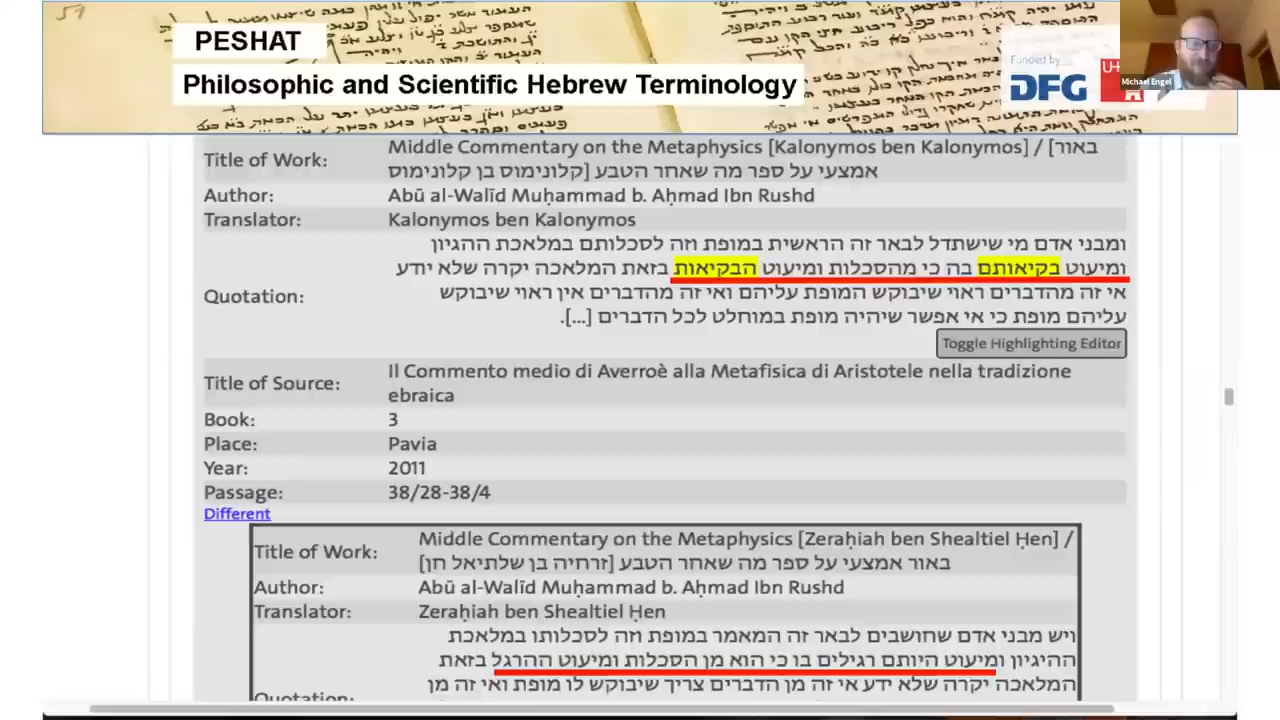 PESHAT
Philosophic and Scientific Hebrew Terminology
Funded by
DFG
Michael Engel
Title of Work:
Middle Commentary on the Metaphysics [Kalonymos ben Kalonymos] / באור]
אמצעי על ספר מה שאחר הטבע [קלונימוס בן קלונימוס
Author:
Abū al-Walīd Muḥammad b. Aḥmad Ibn Rushd
Translator:
Kalonymos ben Kalonymos
Quotation:
ומבני אדם מי שישתדל לבאר זה הראשית במופת וזה לסכלותם במלאכת ההגיון
ומיעוט בקיאותם בה כי מהסכלות ומיעוט הבקיאות בזאת המלאכה יקרה שלא יודע
אי זה מהדברים ראוי שיבוקש המופת עליהם ואי זה מהדברים אין ראוי שיבוקש
עליהם מופת כי אי אפשר שיהיה מופת במוחלט לכל הדברים [...].
Toggle Highlighting Editor
Title of Source:
Il Commento medio di Averroè alla Metafisica di Aristotele nella tradizione
ebraica
Book:
3
Place:
Pavia
Year:
2011
Passage:
38/28-38/4
Different
Title of Work:
Middle Commentary on the Metaphysics [Zeraḥiah ben Shealtiel Ḥen] /
באור אמצעי על ספר מה שאחר הטבע [זרחיה בן שלתיאל חן]
Author:
Abū al-Walīd Muḥammad b. Aḥmad Ibn Rushd
Translator:
Zeraḥiah ben Shealtiel Ḥen
Quotation:
ויש מבני אדם שחושבים לבאר זה המאמר במופת וזה לסכלותו במלאכת
ההיגיון ומיעוט היותם רגילים בו כי הוא מן הסכלות ומיעוט ההרגל בזאת
המלאכה יקרה שלא ידע אי זה מן הדברים צריך שיבוקש לו מופת ואי זה מן